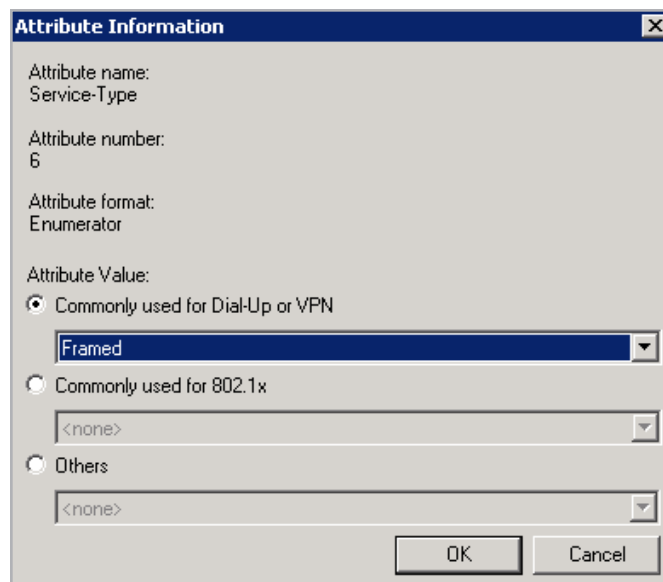 Attribute Information
Attribute name:
Service-Type
Attribute number:
6
Attribute format:
Enumerator
Attribute Value:
Commonly used for Dial-Up or VPN
Framed
Commonly used for 802.1x
<none>
Others
<none>
OK Cancel